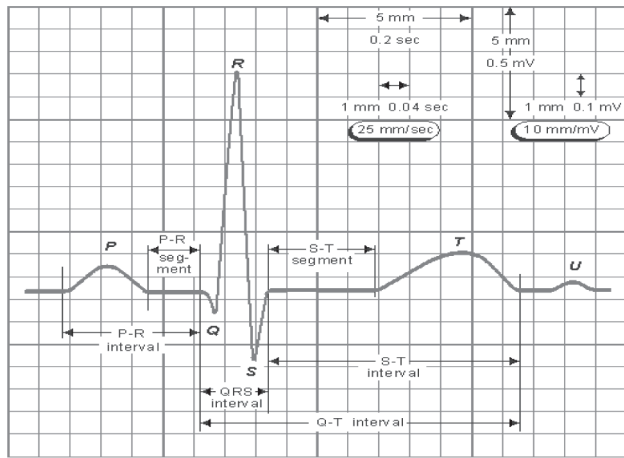 5 mm
0.2 sec
5 mm
0.5 mV
1 mm 0.04 sec
25 mm/sec
1 mm 0.1 mV
10 mm/mV
R
P
P-R
seg-
ment
S-T
segment
T
U
Q
P-R
interval
S
S-T
interval
QRS
interval
Q-T interval